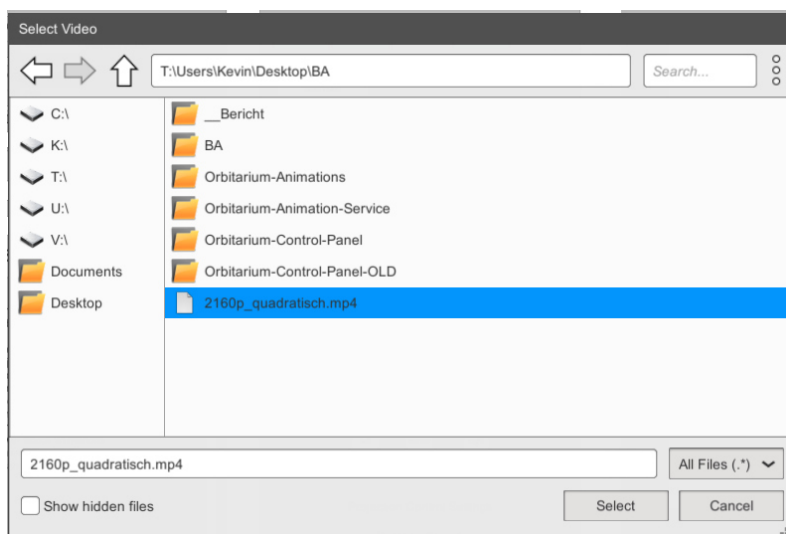 Select Video
T:\Users\Kevin\Desktop\BA
Search...
C:\
K:\
T:\
U:\
V:\
Documents
Desktop
__Bericht
BA
Orbitarium-Animations
Orbitarium-Animation-Service
Orbitarium-Control-Panel
Orbitarium-Control-Panel-OLD
2160p_quadratisch.mp4
2160p_quadratisch.mp4
All Files (.*)
Show hidden files
Select
Cancel